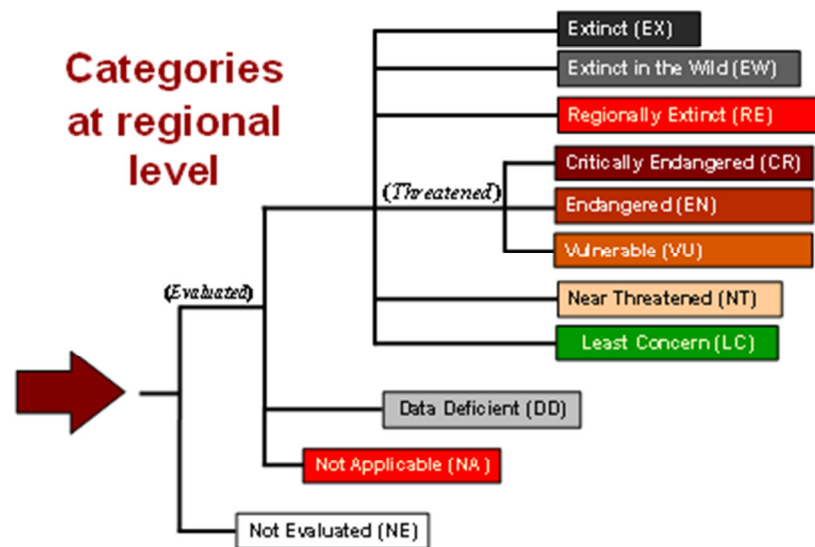 Categories
at regional
level
Extinct (EX)
Extinct in the Wild (EW)
Regionally Extinct (RE)
Critically Endangered (CR)
(Threatened)
Endangered (EN)
Vulnerable (VU)
(Evaluated)
Near Threatened (NT)
Least Concern (LC)
Data Deficient (DD)
Not Applicable (NA)
Not Evaluated (NE)